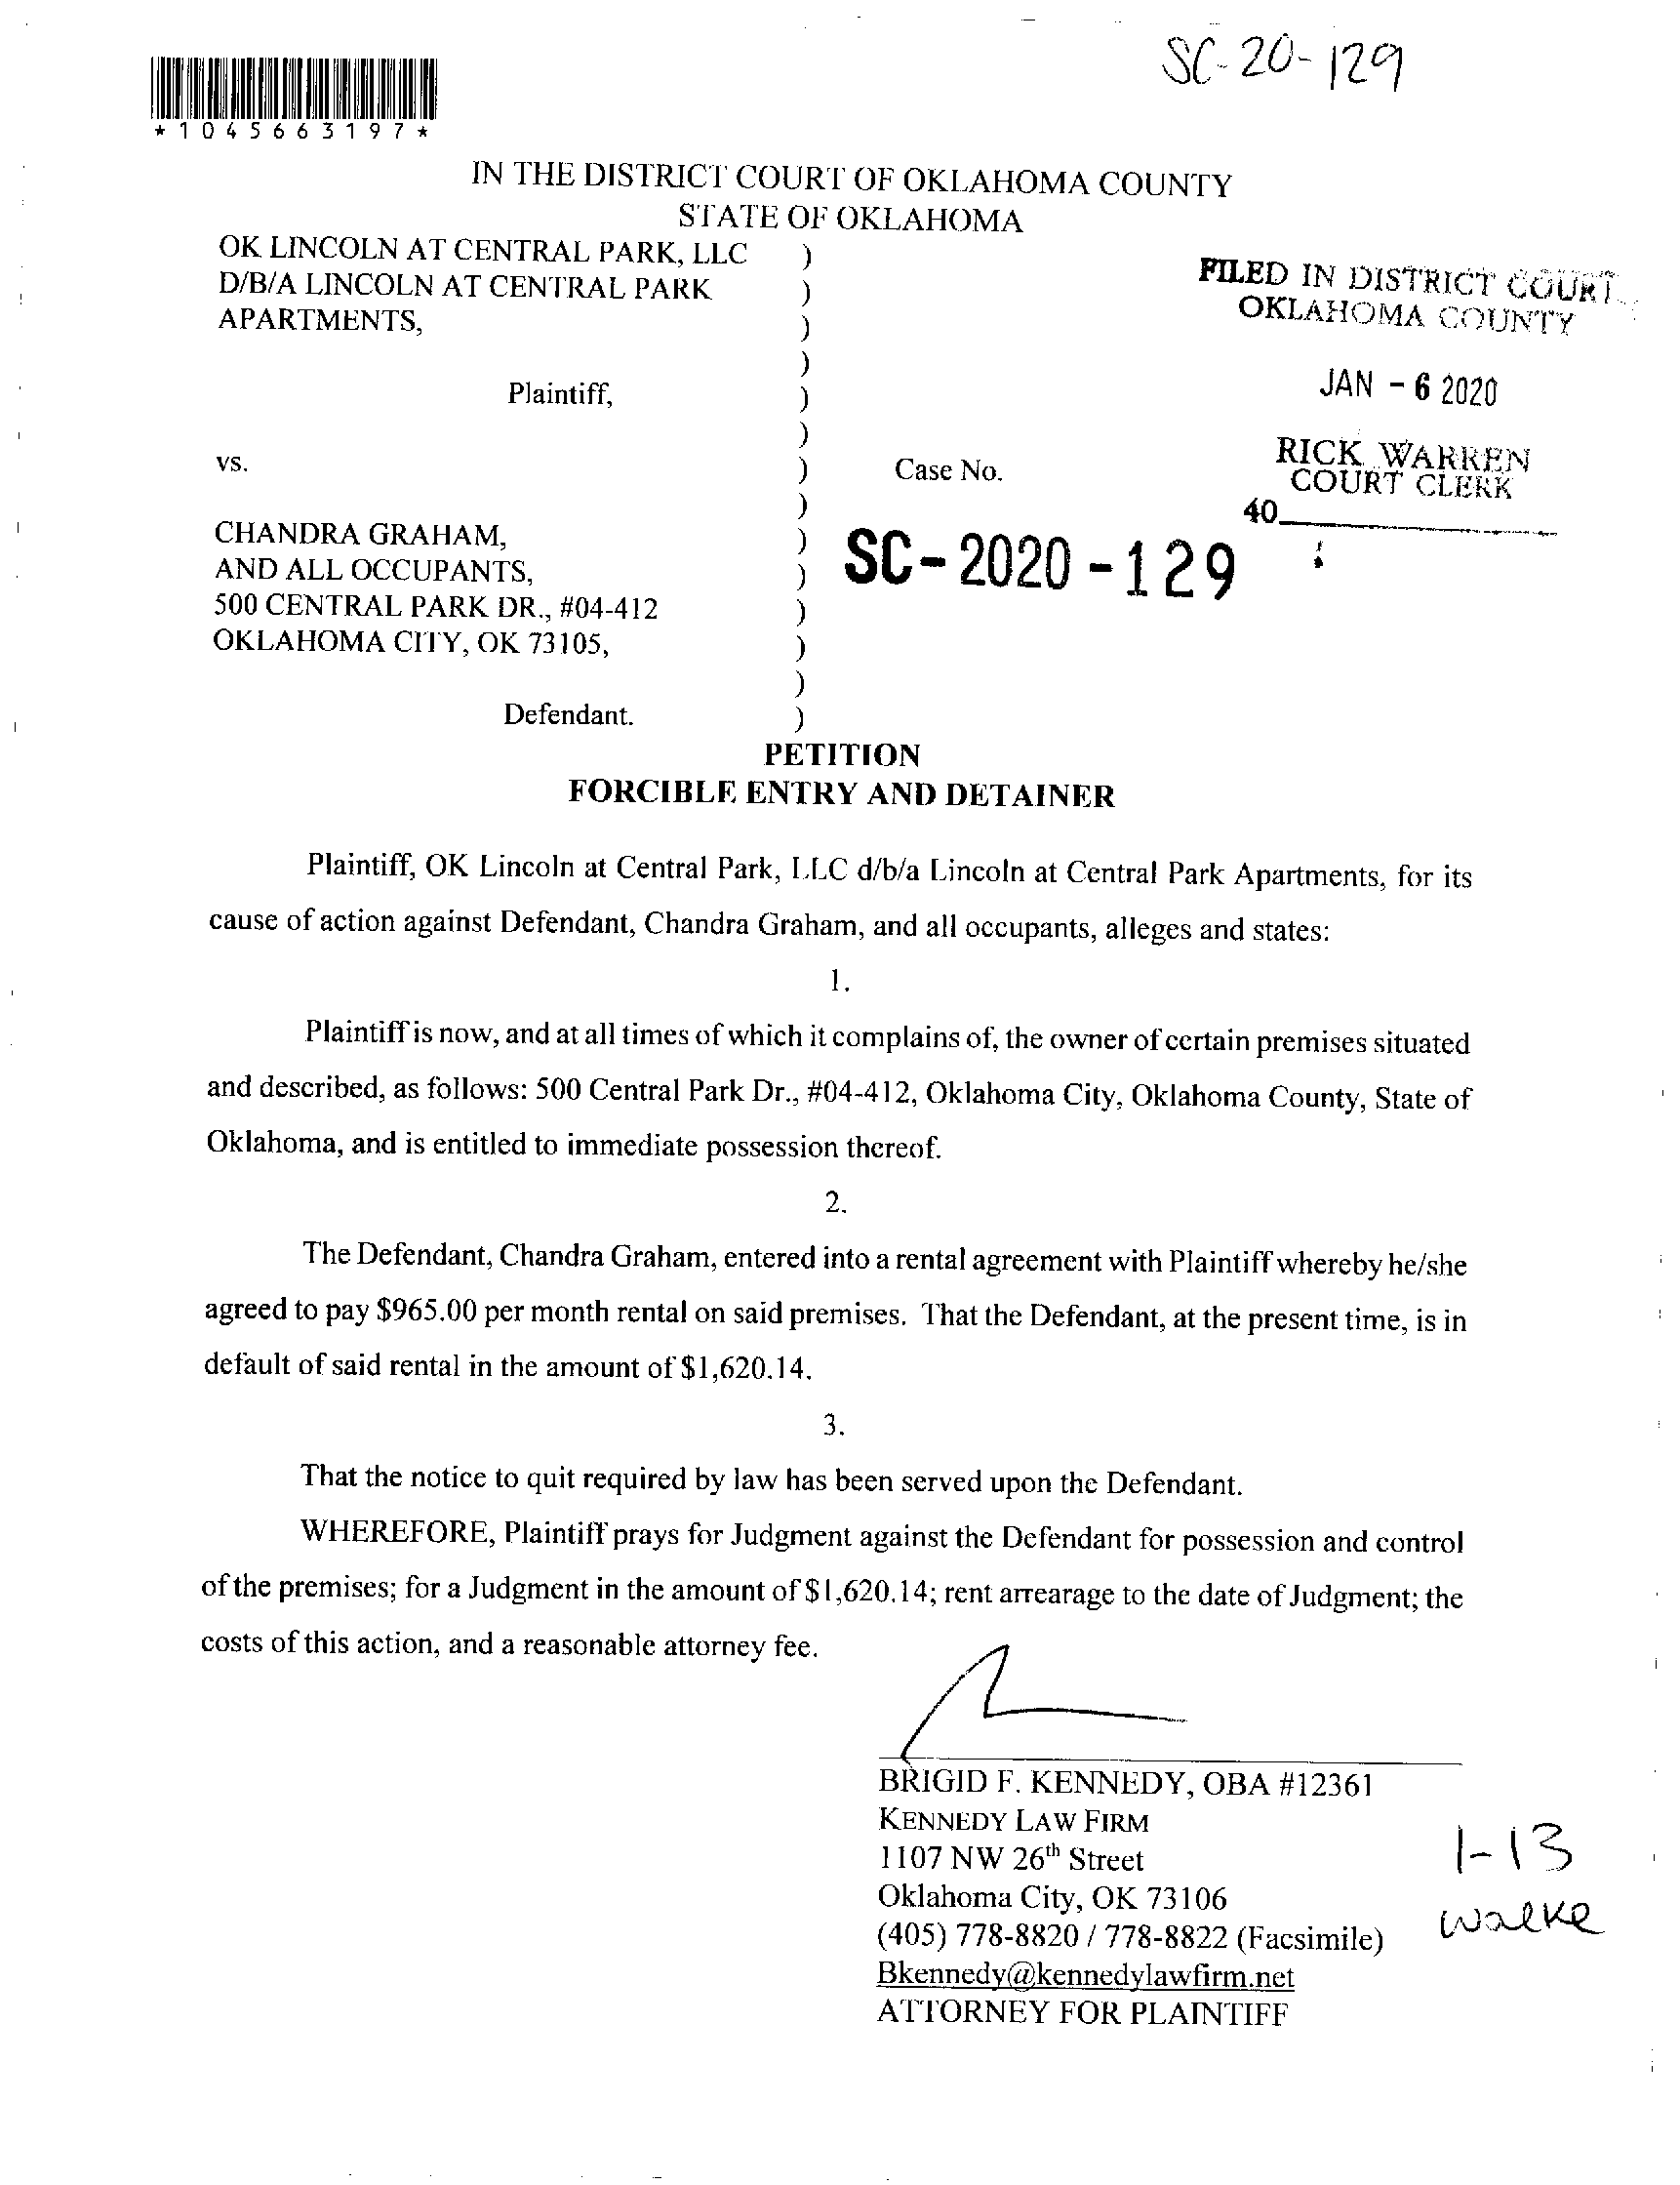 SC-20-129
*1045663197*
IN THE DISTRICT COURT OF OKLAHOMA COUNTY
STATE OF OKLAHOMA
OK LINCOLN AT CENTRAL PARK, LLC )
D/B/A LINCOLN AT CENTRAL PARK )
APARTMENTS, )
)
Plaintiff, )
)
vs. ) Case No.
)
CHANDRA GRAHAM, )
AND ALL OCCUPANTS, )
500 CENTRAL PARK DR., #04-412 )
OKLAHOMA CITY, OK 73105, )
)
Defendant. )
FILED IN DISTRICT COURT
OKLAHOMA COUNTY
JAN - 6 2020
RICK WARREN
COURT CLERK
40
SC-2020-129
PETITION
FORCIBLE ENTRY AND DETAINER
Plaintiff, OK Lincoln at Central Park, LLC d/b/a Lincoln at Central Park Apartments, for its
cause of action against Defendant, Chandra Graham, and all occupants, alleges and states:
1.
Plaintiff is now, and at all times of which it complains of, the owner of certain premises situated
and described, as follows: 500 Central Park Dr., #04-412, Oklahoma City, Oklahoma County, State of
Oklahoma, and is entitled to immediate possession thereof.
2.
The Defendant, Chandra Graham, entered into a rental agreement with Plaintiff whereby he/she
agreed to pay $965.00 per month rental on said premises. That the Defendant, at the present time, is in
default of said rental in the amount of $1,620.14.
3.
That the notice to quit required by law has been served upon the Defendant.
WHEREFORE, Plaintiff prays for Judgment against the Defendant for possession and control
of the premises; for a Judgment in the amount of $1,620.14; rent arrearage to the date of Judgment; the
costs of this action, and a reasonable attorney fee.
BRIGID F. KENNEDY, OBA #12361
KENNEDY LAW FIRM
1107 NW 26th Street
Oklahoma City, OK 73106
(405) 778-8820 / 778-8822 (Facsimile)
Bkennedy@kennedylawfirm.net
ATTORNEY FOR PLAINTIFF
1-13
walke